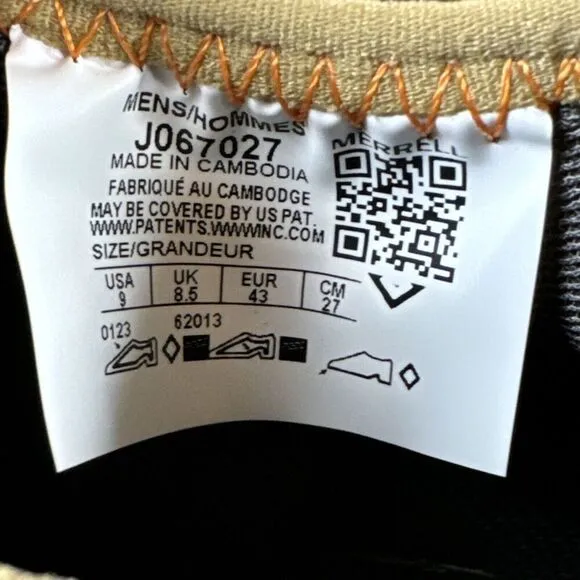 MENS/HOMMES
J067027
MERRELL
MADE IN CAMBODIA
FABRIQUÉ AU CAMBODGE
MAY BE COVERED BY US PAT.
WWW.PATENTS.WWWINC.COM
SIZE/GRANDEUR
USA UK EUR CM
9 8.5 43 27
0123 62013